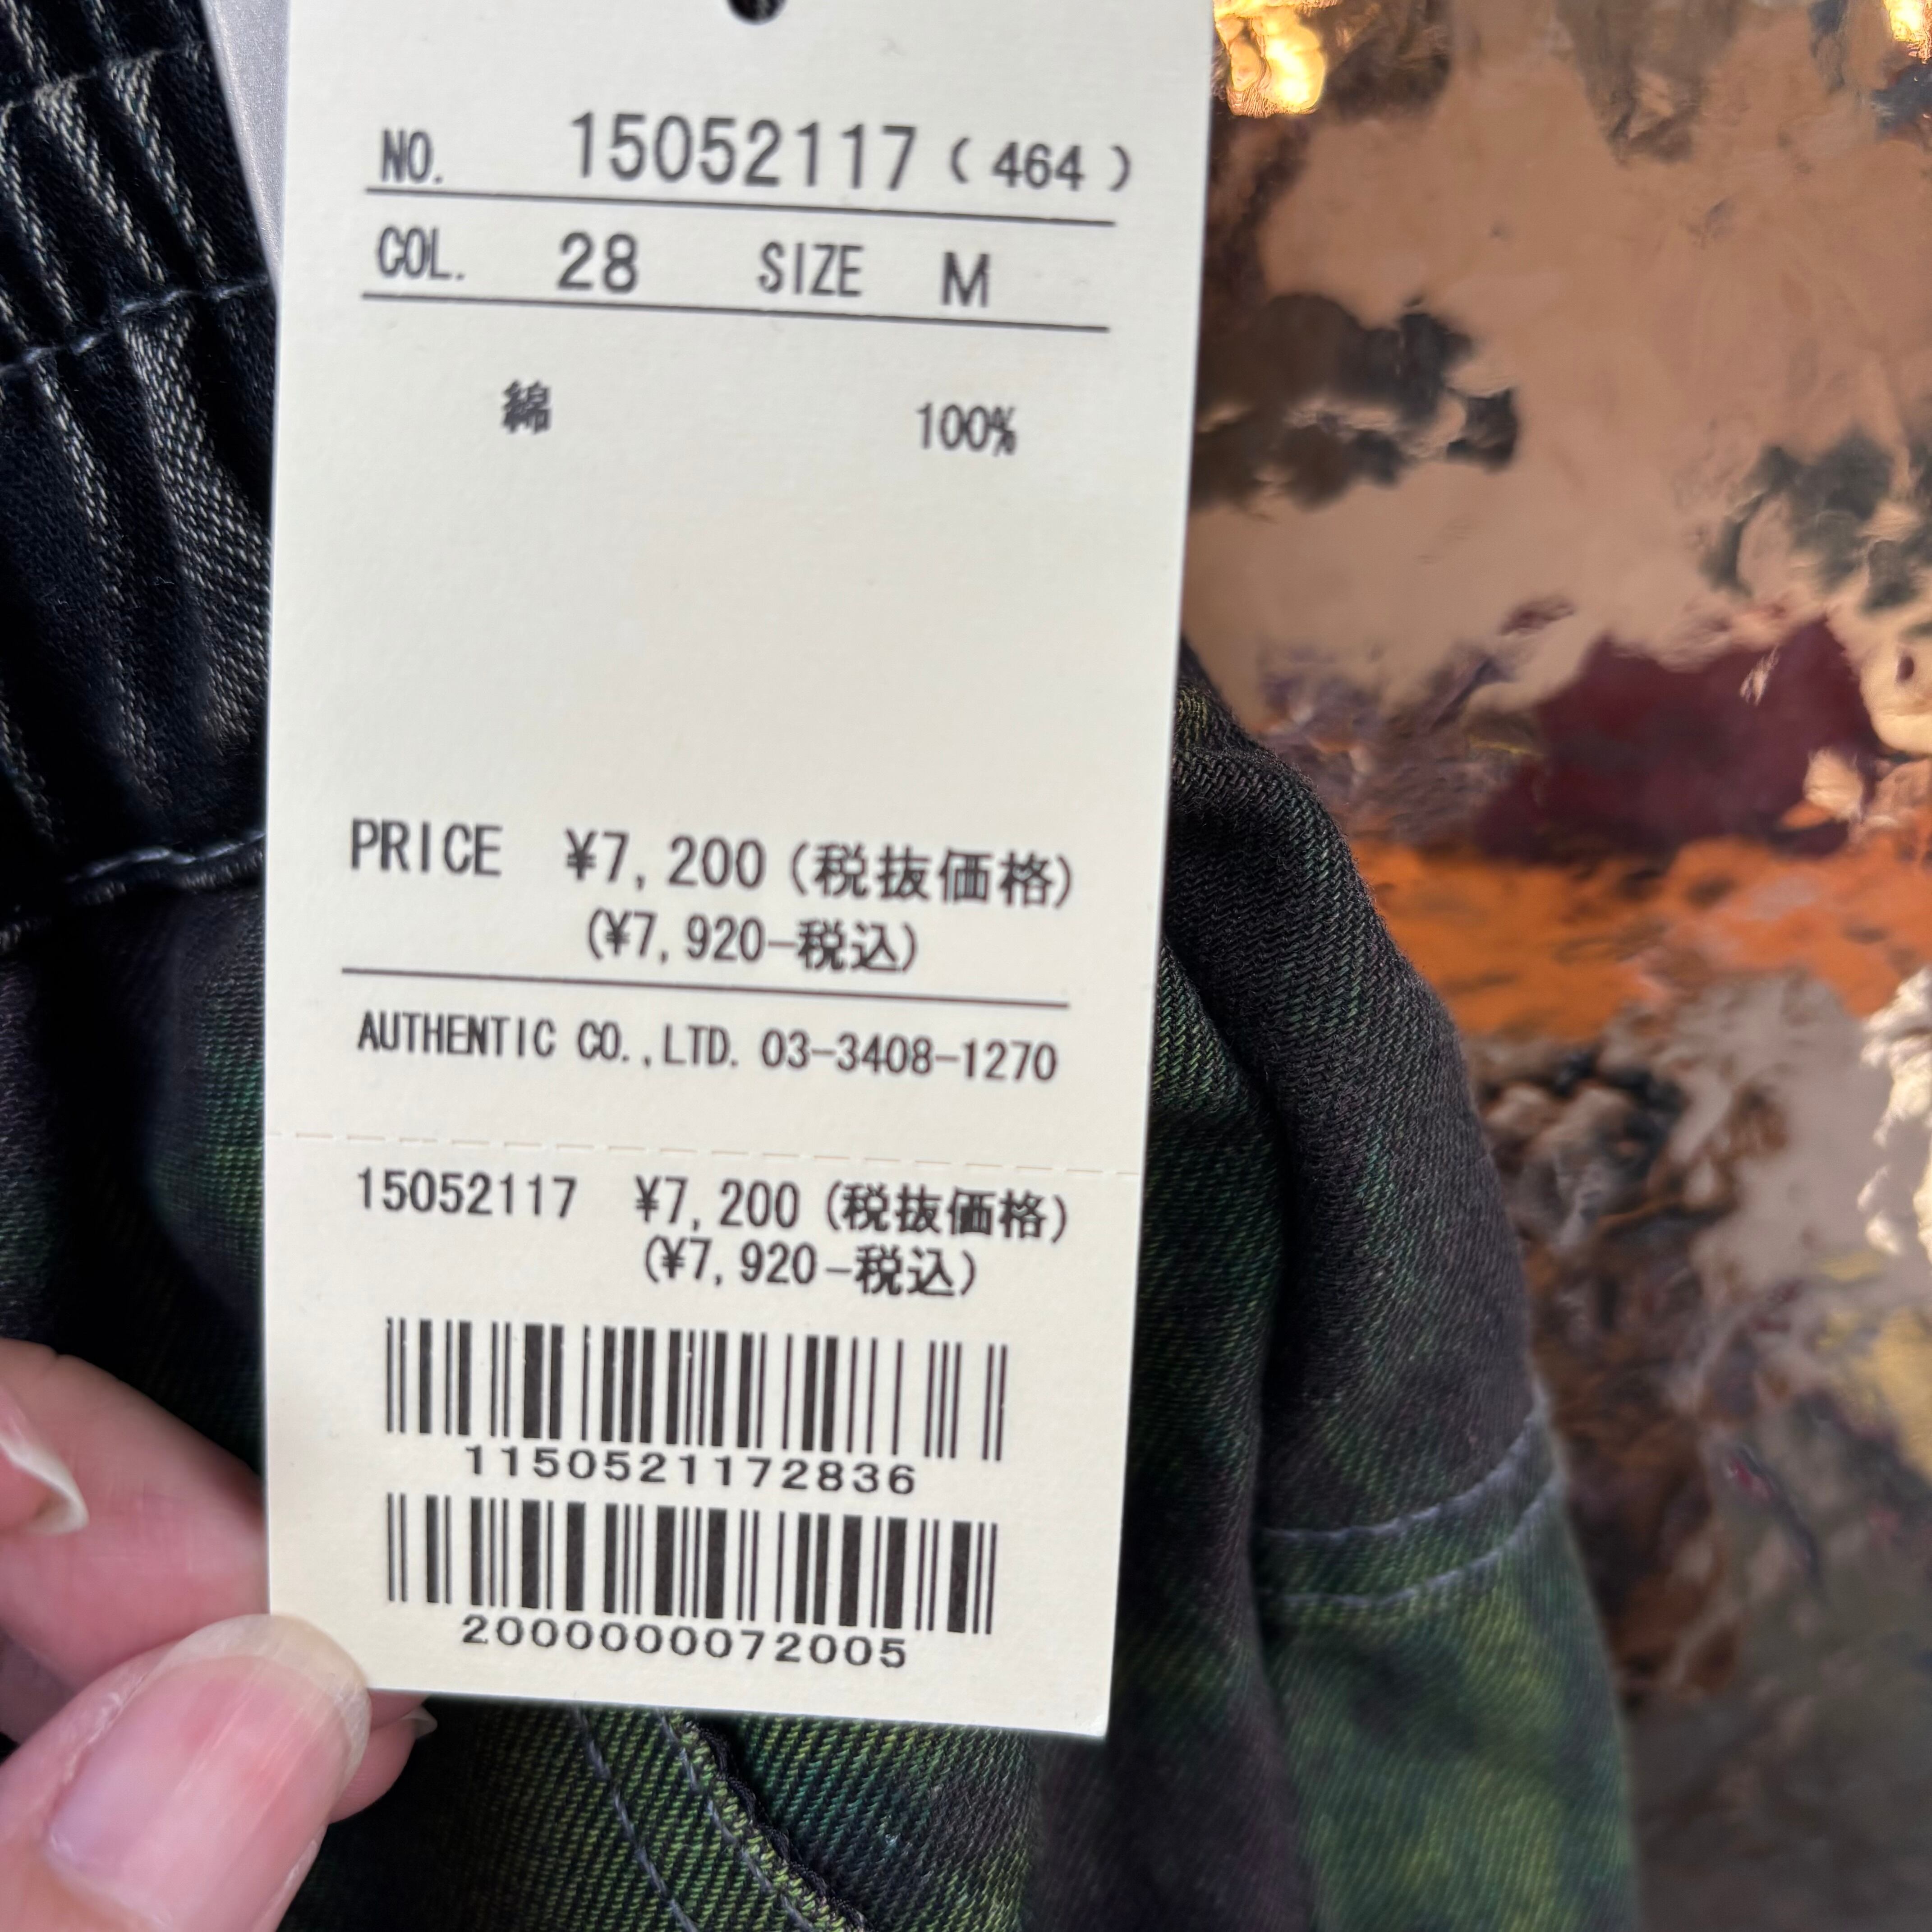 NO. 15052117 ( 464 )
COL. 28 SIZE M
綿 100%
PRICE ¥7,200 (税抜価格)
(¥7,920-税込)
AUTHENTIC CO.,LTD. 03-3408-1270
15052117 ¥7,200 (税抜価格)
(¥7,920-税込)
1150521172836
2000000072005